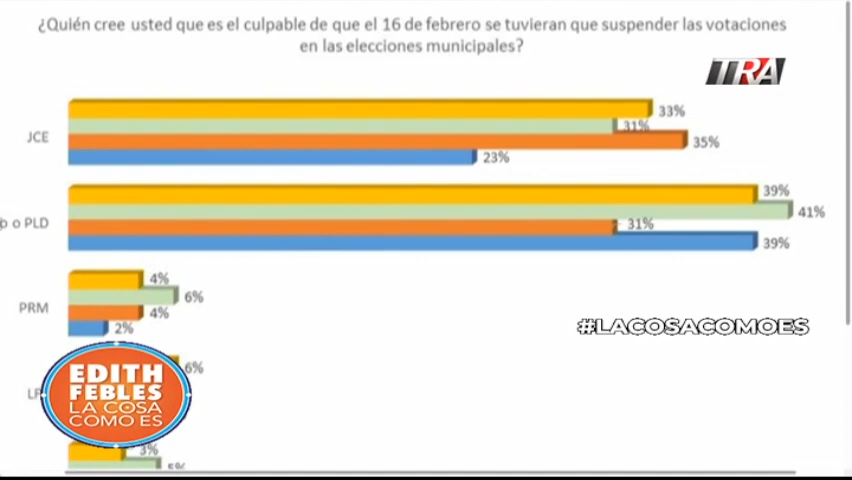 ¿Quién cree usted que es el culpable de que el 16 de febrero se tuvieran que suspender las votaciones
en las elecciones municipales?
TRA
33%
JCE
31%
35%
23%
39%
41%
o PLD
31%
39%
4%
6%
PRM
4%
2%
#LACOSACOMOES
6%
EDITH
FEBLES
LA COSA
COMO ES
3%
5%